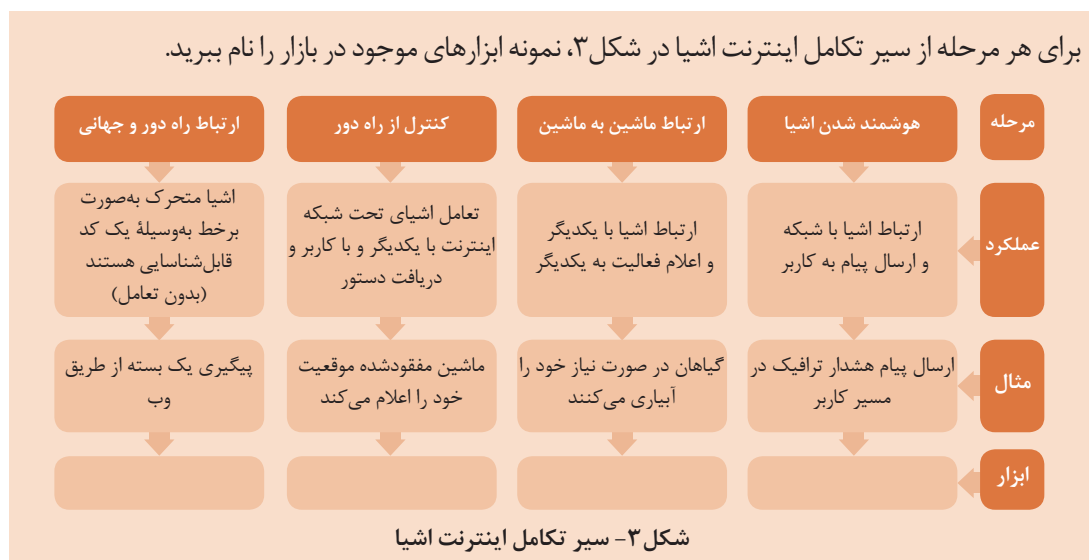 برای هر مرحله از سیر تکامل اینترنت اشیا در شکل۳، نمونه ابزارهای موجود در بازار را نام ببرید.
مرحله
هوشمند شدن اشیا
ارتباط ماشین به ماشین
کنترل از راه دور
ارتباط راه دور و جهانی
عملکرد
ارتباط اشیا با شبکه
و ارسال پیام به کاربر
ارتباط اشیا با یکدیگر
و اعلام فعالیت به یکدیگر
تعامل اشیای تحت شبکه
اینترنت با یکدیگر و با کاربر و
دریافت دستور
اشیا متحرک به‌صورت
برخط به‌وسیلهٔ یک کد
قابل‌شناسایی هستند
(بدون تعامل)
مثال
ارسال پیام هشدار ترافیک در
مسیر کاربر
گیاهان در صورت نیاز خود را
آبیاری می‌کنند
ماشین مفقودشده موقعیت
خود را اعلام می‌کند
پیگیری یک بسته از طریق
وب
ابزار
شکل۳- سیر تکامل اینترنت اشیا